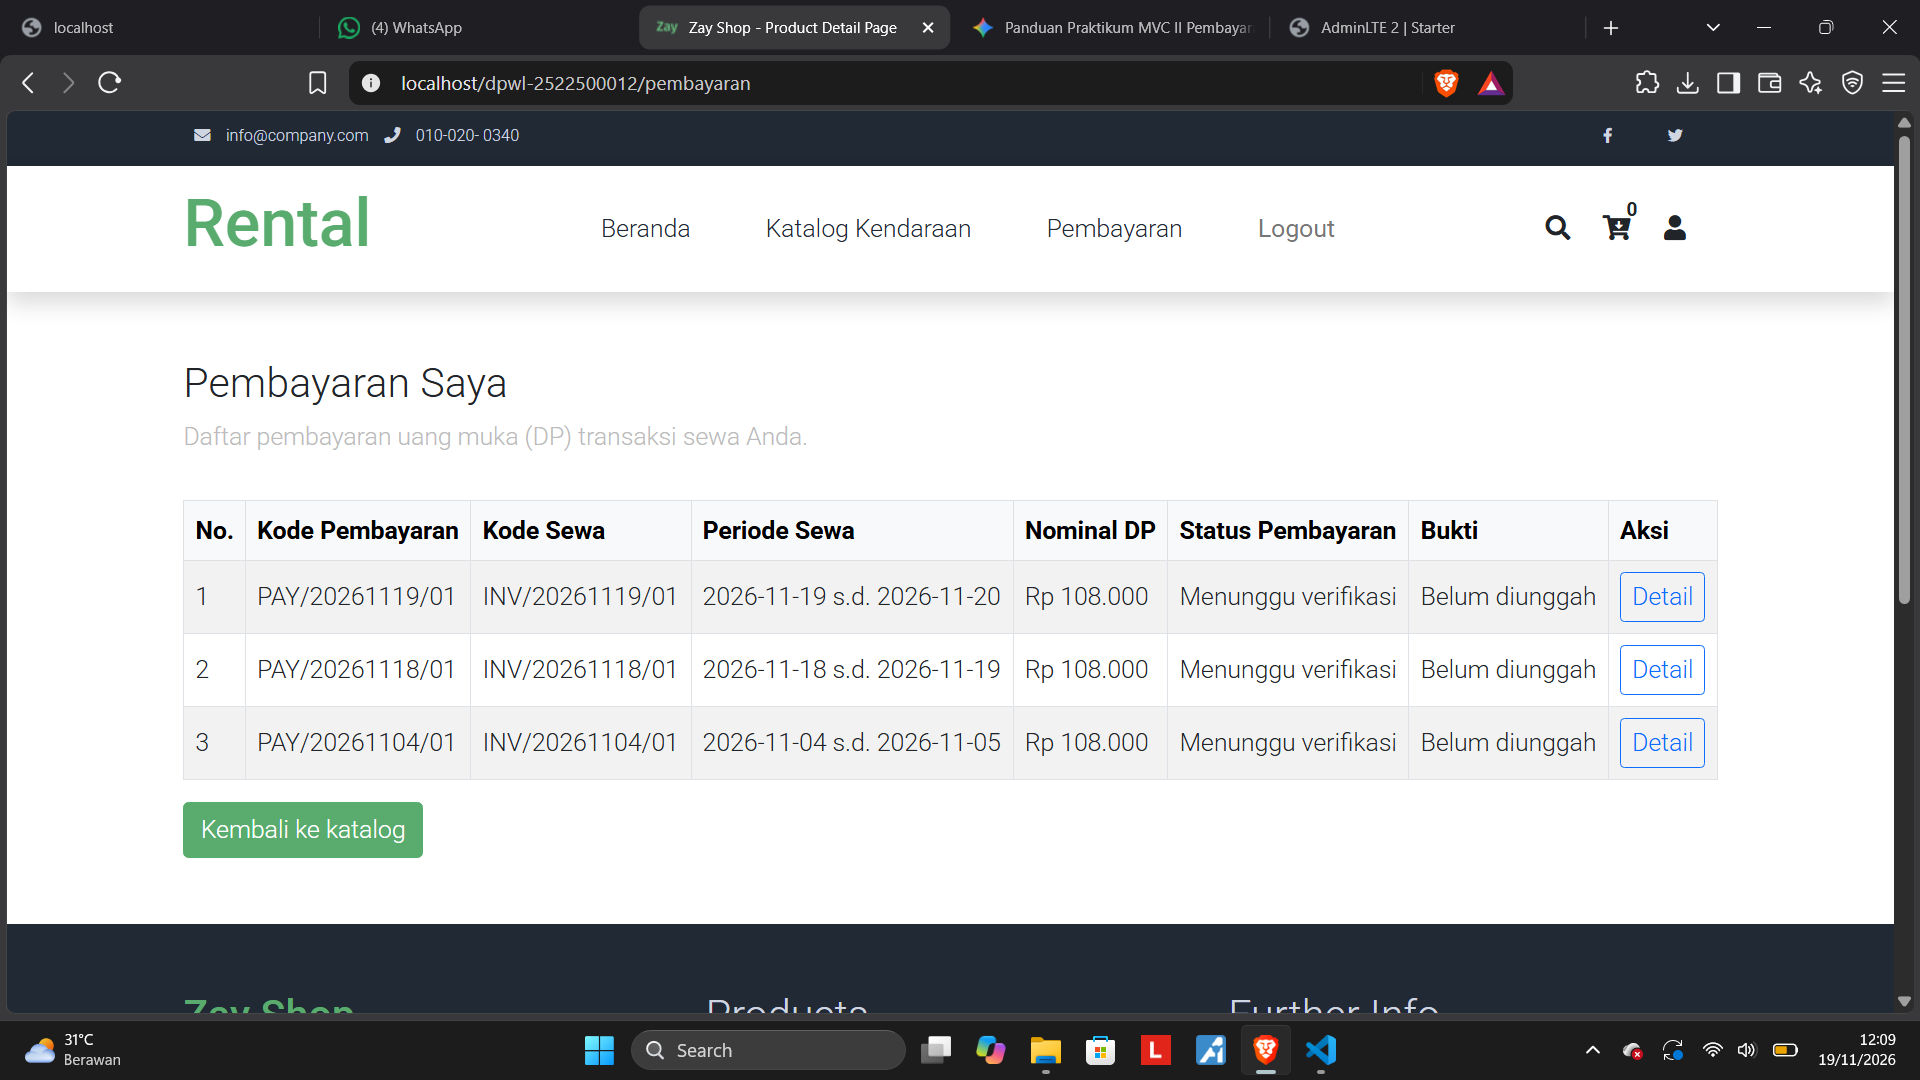 localhost
(4) WhatsApp
Zay Zay Shop - Product Detail Page
Panduan Praktikum MVC II Pembayar
AdminLTE 2 | Starter
localhost/dpwl-2522500012/pembayaran
info@company.com 010-020- 0340
Rental
Beranda Katalog Kendaraan Pembayaran Logout
0
Pembayaran Saya
Daftar pembayaran uang muka (DP) transaksi sewa Anda.
No. Kode Pembayaran Kode Sewa Periode Sewa Nominal DP Status Pembayaran Bukti Aksi
1 PAY/20261119/01 INV/20261119/01 2026-11-19 s.d. 2026-11-20 Rp 108.000 Menunggu verifikasi Belum diunggah Detail
2 PAY/20261118/01 INV/20261118/01 2026-11-18 s.d. 2026-11-19 Rp 108.000 Menunggu verifikasi Belum diunggah Detail
3 PAY/20261104/01 INV/20261104/01 2026-11-04 s.d. 2026-11-05 Rp 108.000 Menunggu verifikasi Belum diunggah Detail
Kembali ke katalog
Zay Shop Products Further Info
31°C
Berawan
Search
L
12:09
19/11/2026